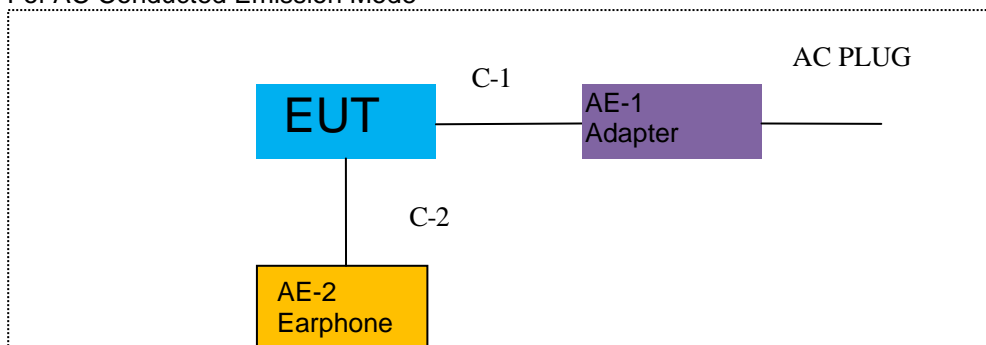 For AC Conducted Emission Mode
AC PLUG
C-1
EUT
AE-1
Adapter
C-2
AE-2
Earphone